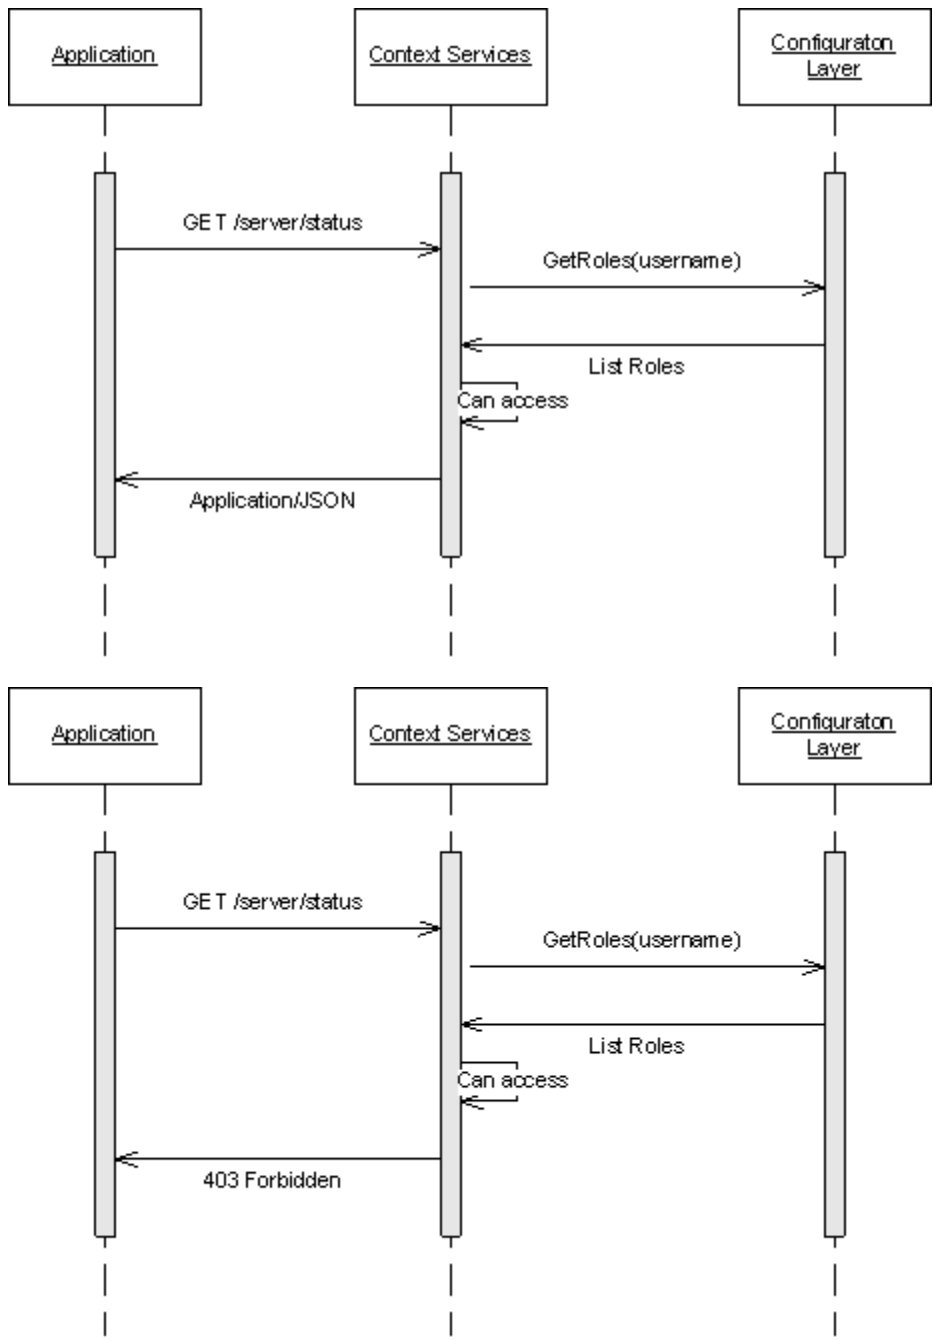 Application
Context Services
Configuraton
Layer
GET /server/status
GetRoles(username)
List Roles
Can access
Application/JSON
Application
Context Services
Configuraton
Layer
GET /server/status
GetRoles(username)
List Roles
Can access
403 Forbidden